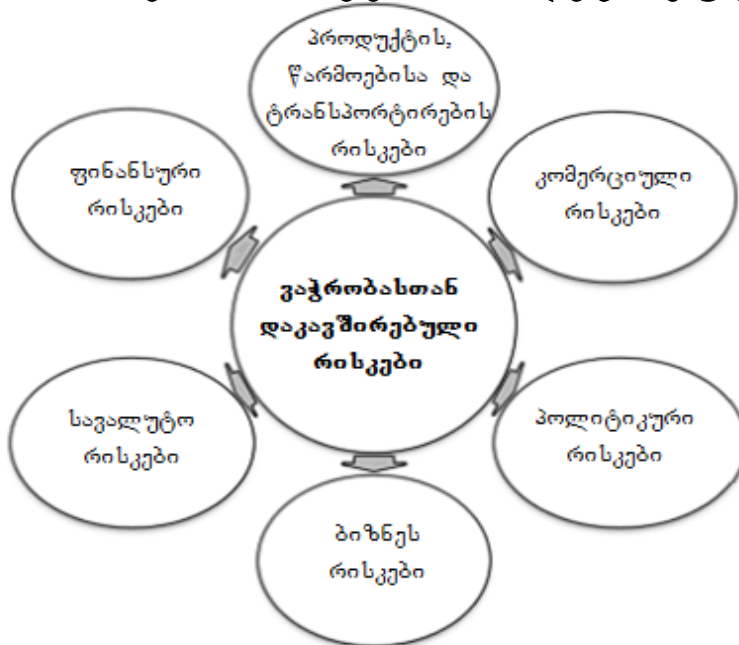 პროდუქტის,
წარმოებისა და
ტრანსპორტირების
რისკები
ფინანსური
რისკები
კომერციული
რისკები
ვაჭრობასთან
დაკავშირებული
რისკები
სავალუტო
რისკები
პოლიტიკური
რისკები
ბიზნეს
რისკები